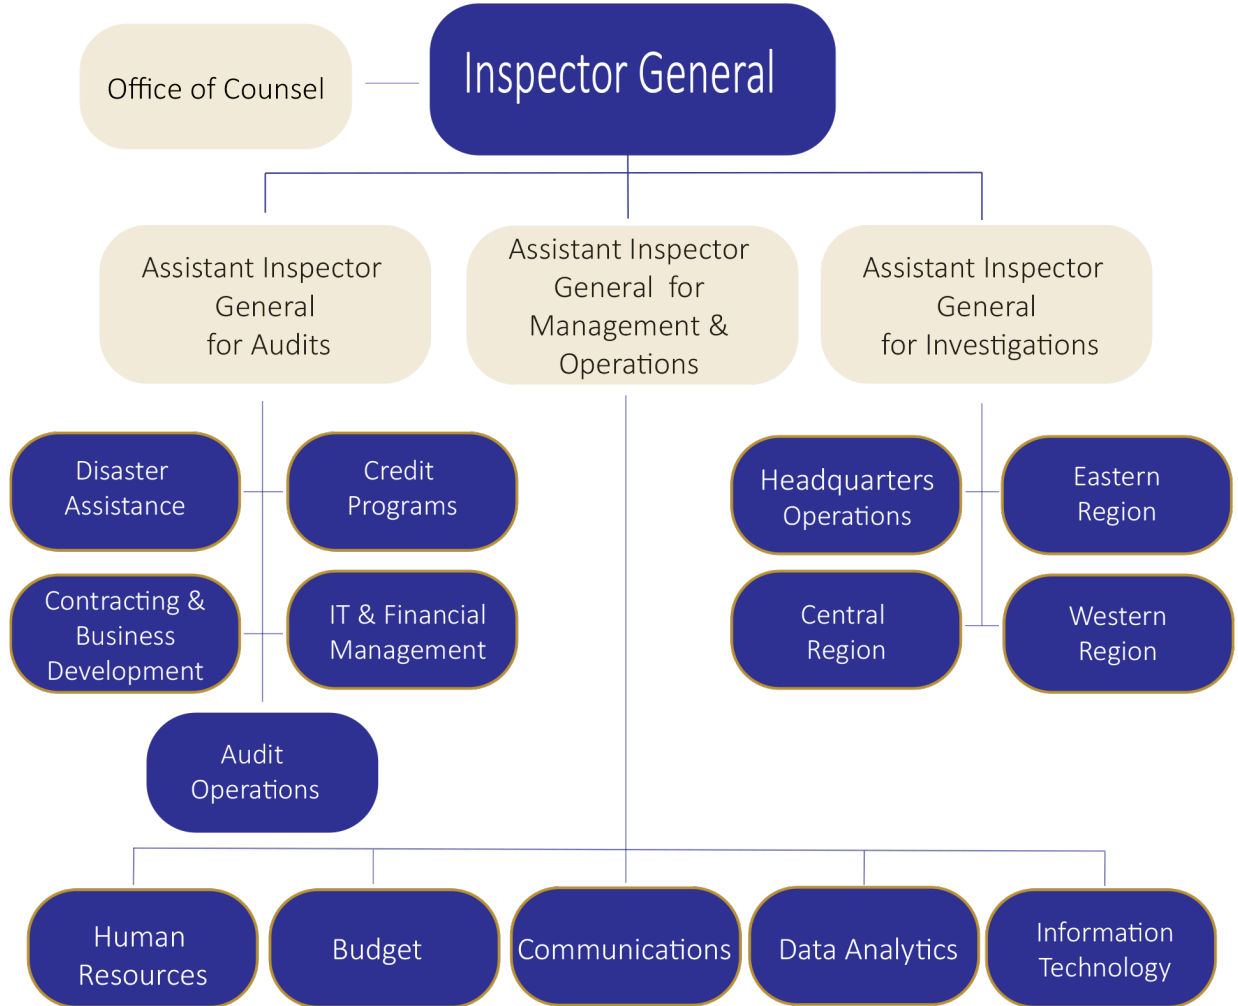 Office of Counsel
Inspector General
Assistant Inspector
General
for Audits
Assistant Inspector
General for
Management &
Operations
Assistant Inspector
General
for Investigations
Disaster
Assistance
Credit
Programs
Headquarters
Operations
Eastern
Region
Contracting &
Business
Development
IT & Financial
Management
Central
Region
Western
Region
Audit
Operations
Human
Resources
Budget
Communications
Data Analytics
Information
Technology